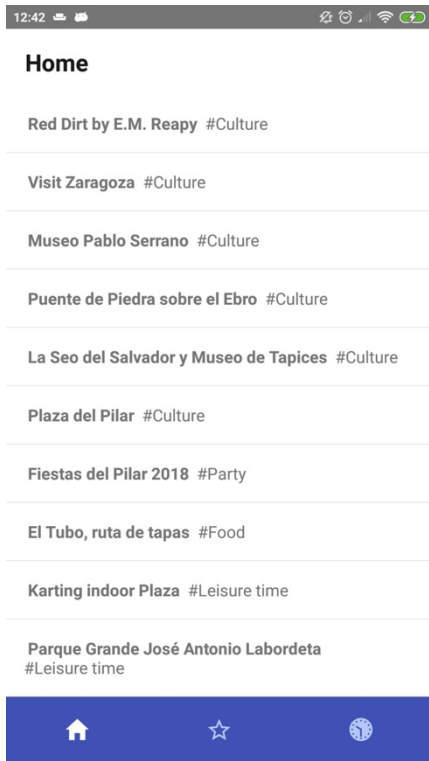 12:42
Home
Red Dirt by E.M. Reapy #Culture
Visit Zaragoza #Culture
Museo Pablo Serrano #Culture
Puente de Piedra sobre el Ebro #Culture
La Seo del Salvador y Museo de Tapices #Culture
Plaza del Pilar #Culture
Fiestas del Pilar 2018 #Party
El Tubo, ruta de tapas #Food
Karting indoor Plaza #Leisure time
Parque Grande José Antonio Labordeta
#Leisure time